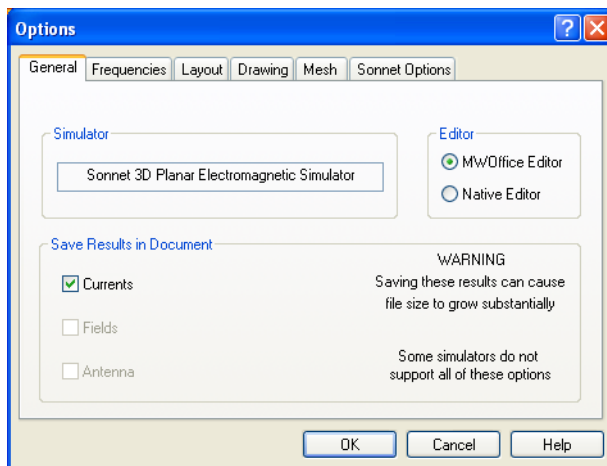 Options
General Frequencies Layout Drawing Mesh Sonnet Options
Simulator
Sonnet 3D Planar Electromagnetic Simulator
Editor
MWOffice Editor
Native Editor
Save Results in Document
Currents
Fields
Antenna
WARNING
Saving these results can cause
file size to grow substantially
Some simulators do not
support all of these options
OK Cancel Help